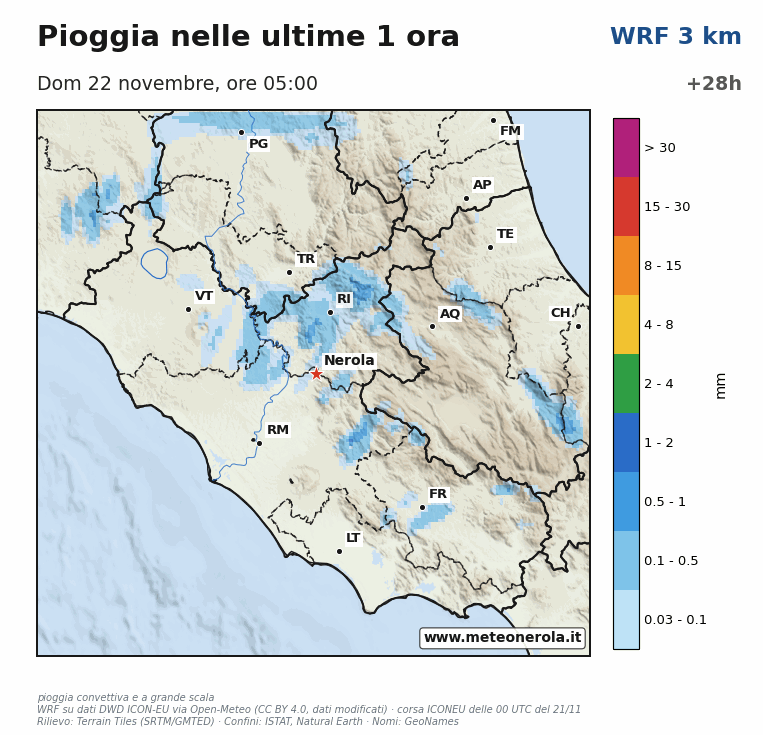 Pioggia nelle ultime 1 ora
WRF 3 km
Dom 22 novembre, ore 05:00
+28h
FM
PG
AP
TE
TR
VT
RI
AQ
CH
Nerola
RM
FR
LT
www.meteonerola.it
> 30
15 - 30
8 - 15
4 - 8
2 - 4
1 - 2
0.5 - 1
0.1 - 0.5
0.03 - 0.1
mm
pioggia convettiva e a grande scala
WRF su dati DWD ICON-EU via Open-Meteo (CC BY 4.0, dati modificati) · corsa ICONEU delle 00 UTC del 21/11
Rilievo: Terrain Tiles (SRTM/GMTED) · Confini: ISTAT, Natural Earth · Nomi: GeoNames